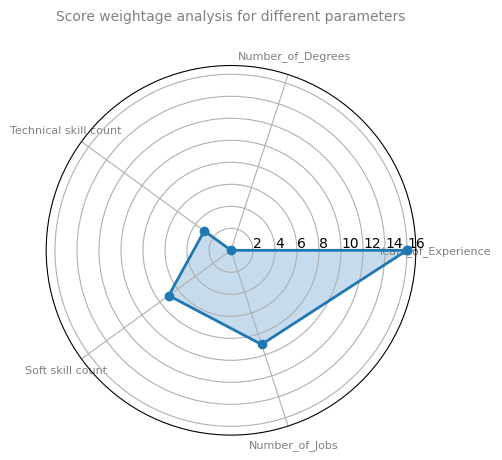 Score weightage analysis for different parameters
Number_of_Degrees
Technical skill count
2 4 6 8 10 12 14 16
of_Experience
Soft skill count
Number_of_Jobs